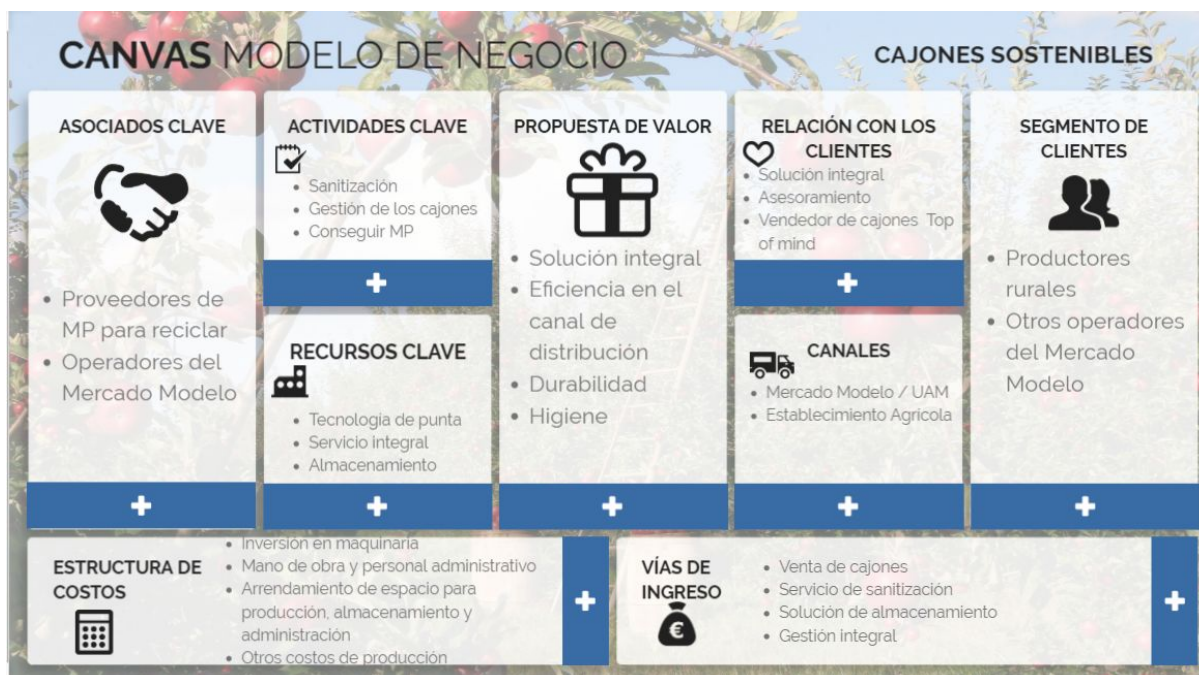 CANVAS MODELO DE NEGOCIO
CAJONES SOSTENIBLES
ASOCIADOS CLAVE
• Proveedores de
MP para reciclar
• Operadores del
Mercado Modelo
ACTIVIDADES CLAVE
• Sanitización
• Gestión de los cajones
• Conseguir MP
RECURSOS CLAVE
• Tecnología de punta
• Servicio integral
• Almacenamiento
PROPUESTA DE VALOR
• Solución integral
• Eficiencia en el
canal de
distribución
• Durabilidad
• Higiene
RELACIÓN CON LOS
CLIENTES
• Solución integral
• Asesoramiento
• Vendedor de cajones Top
of mind
CANALES
• Mercado Modelo / UAM
• Establecimiento Agrícola
SEGMENTO DE
CLIENTES
• Productores
rurales
• Otros operadores
del Mercado
Modelo
ESTRUCTURA DE
COSTOS
• Inversión en maquinaria
• Mano de obra y personal administrativo
• Arrendamiento de espacio para
producción, almacenamiento y
administración
• Otros costos de producción
VÍAS DE
INGRESO
€
• Venta de cajones
• Servicio de sanitización
• Solución de almacenamiento
• Gestión integral